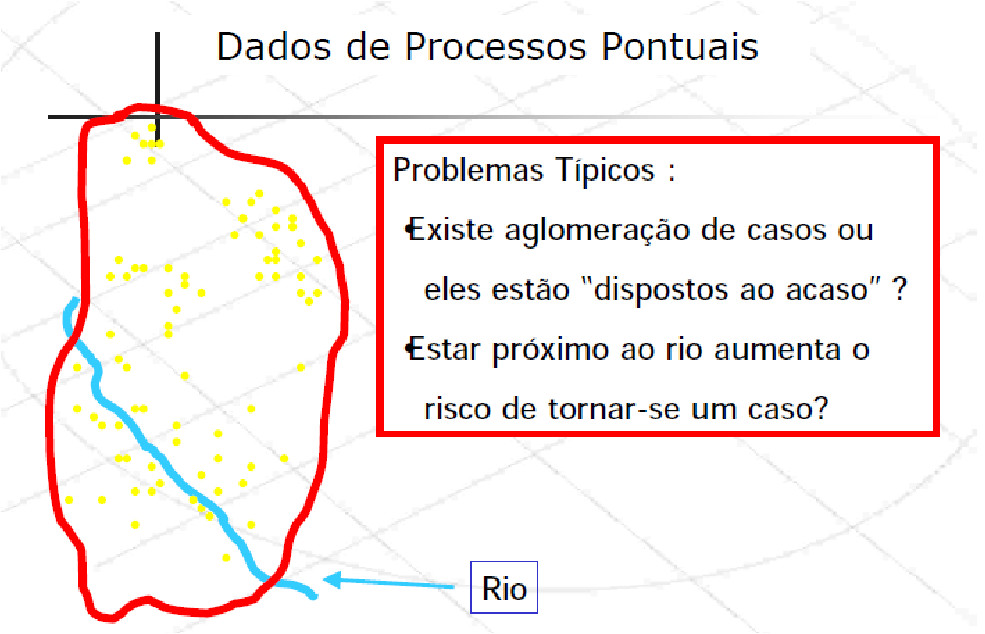 Dados de Processos Pontuais
Problemas Típicos :
•Existe aglomeração de casos ou
eles estão “dispostos ao acaso” ?
•Estar próximo ao rio aumenta o
risco de tornar-se um caso?
Rio